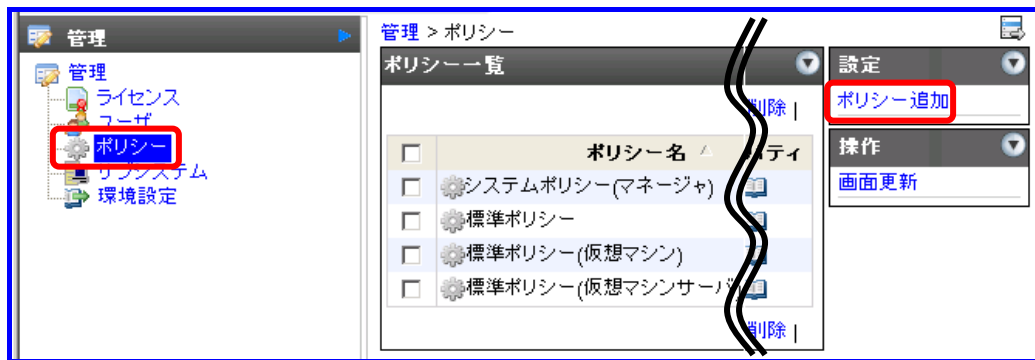 管理
管理
ライセンス
ユーザ
ポリシー
サブシステム
環境設定
管理 > ポリシー
ポリシー一覧
削除 |
ポリシー名
パティ
システムポリシー(マネージャ)
標準ポリシー
標準ポリシー(仮想マシン)
標準ポリシー(仮想マシンサーバ)
削除 |
設定
ポリシー追加
操作
画面更新